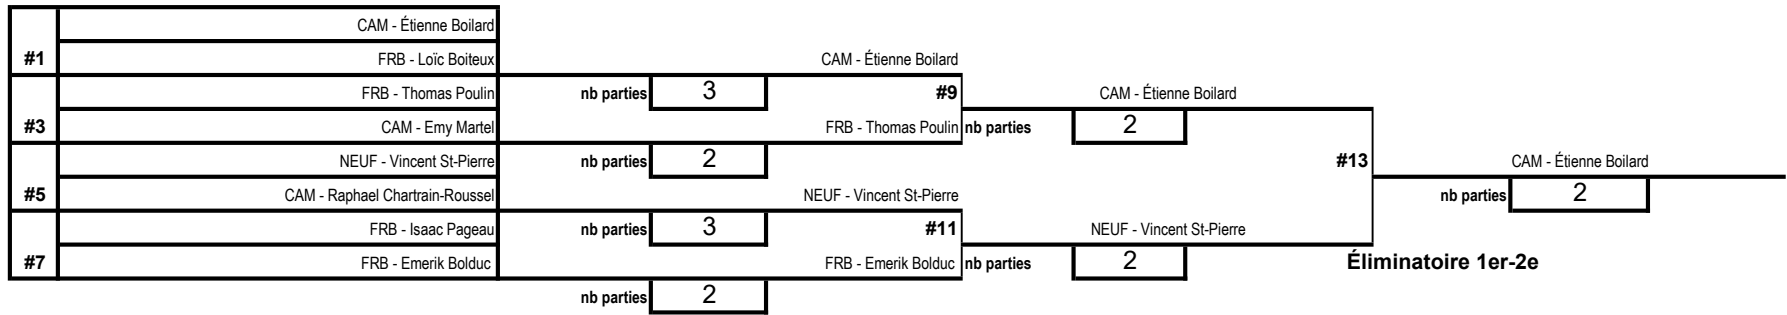 CAM - Étienne Boilard
#1 FRB - Loïc Boiteux CAM - Étienne Boilard
FRB - Thomas Poulin nb parties 3 #9 CAM - Étienne Boilard
#3 CAM - Emy Martel FRB - Thomas Poulin nb parties 2
NEUF - Vincent St-Pierre nb parties 2 #13 CAM - Étienne Boilard
#5 CAM - Raphael Chartrain-Roussel NEUF - Vincent St-Pierre nb parties 2
FRB - Isaac Pageau nb parties 3 #11 NEUF - Vincent St-Pierre
#7 FRB - Emerik Bolduc FRB - Emerik Bolduc nb parties 2 Éliminatoire 1er-2e
nb parties 2